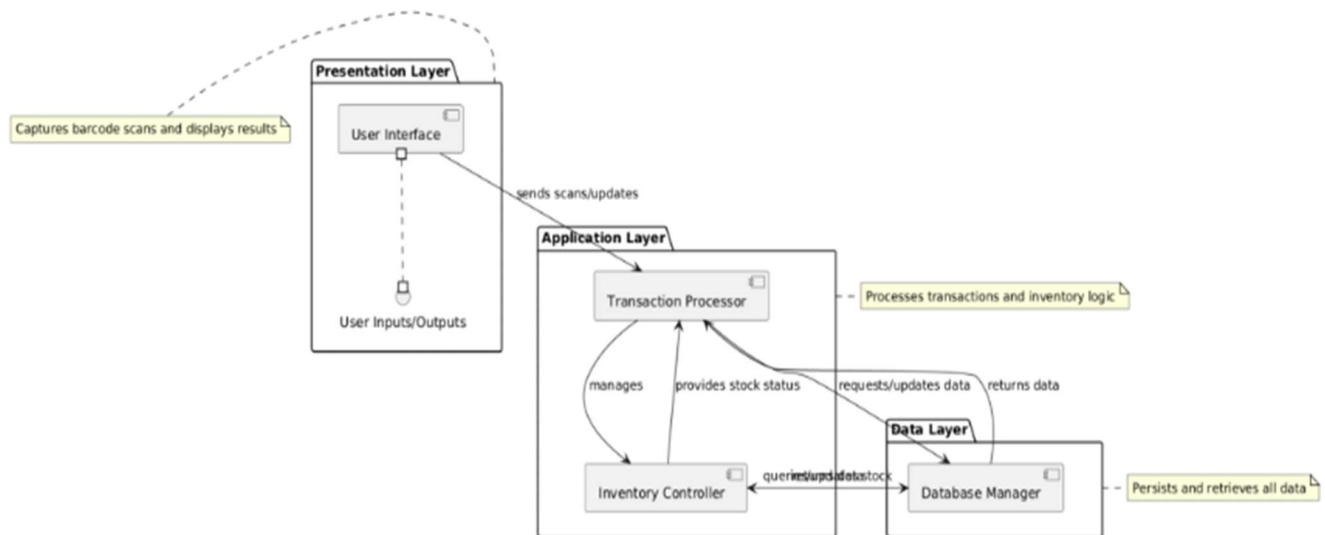 Presentation Layer
Captures barcode scans and displays results
User Interface
sends scans/updates
Application Layer
Processes transactions and inventory logic
Transaction Processor
User Inputs/Outputs
manages
provides stock status
requests/updates data
returns data
Data Layer
Inventory Controller
Database Manager
Persists and retrieves all data